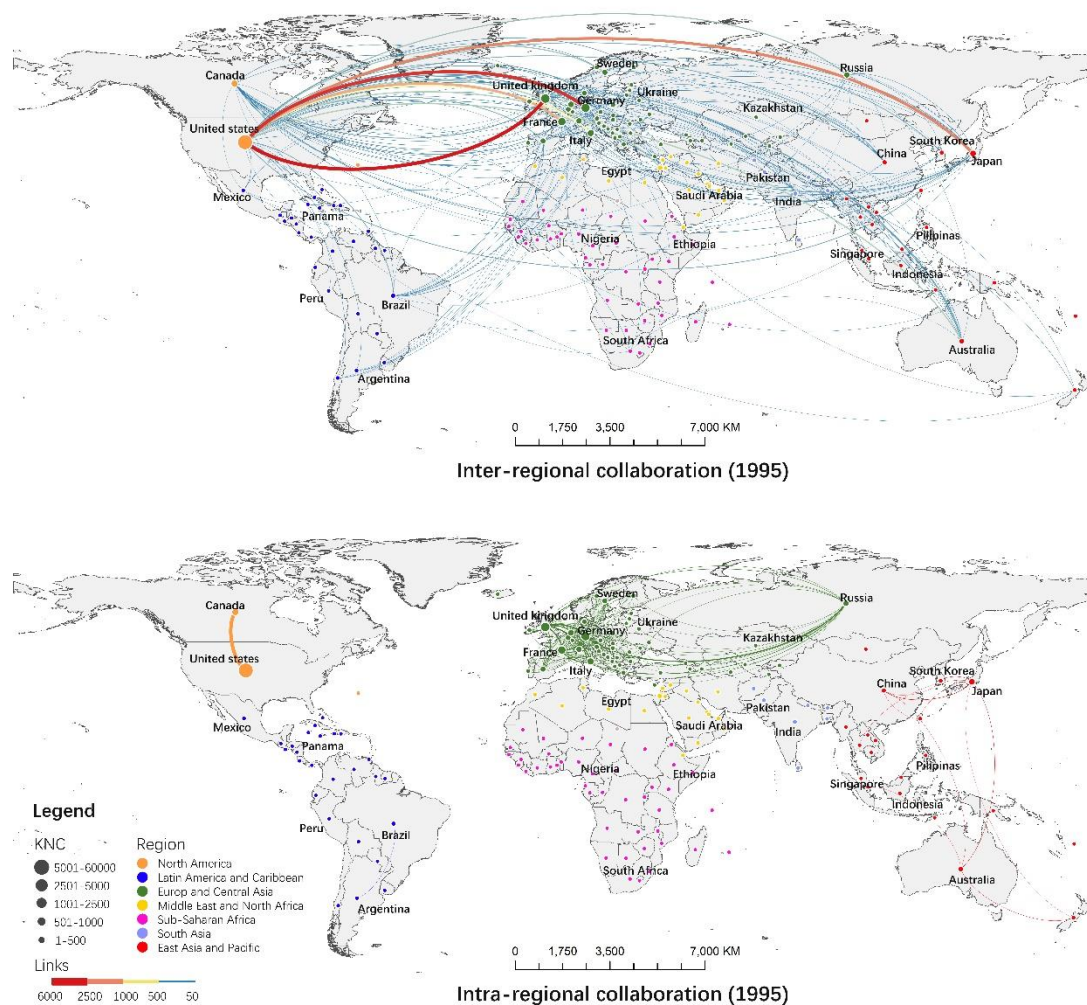 Canada
United states
Mexico
Panama
Peru
Brazil
Argentina
Sweden
United kingdom
Germany
Ukraine
France
Italy
Russia
Kazakhstan
South Korea
China
Japan
Egypt
Pakistan
Saudi Arabia
India
Nigeria
Ethiopia
Pilipinas
Singapore
Indonesia
South Africa
Australia
0 1,750 3,500 7,000 KM
Inter-regional collaboration (1995)
Canada
United states
Mexico
Panama
Peru
Brazil
Argentina
Sweden
United kingdom
Germany
Ukraine
France
Italy
Russia
Kazakhstan
South Korea
China
Japan
Egypt
Pakistan
Saudi Arabia
India
Nigeria
Ethiopia
Pilipinas
Singapore
Indonesia
South Africa
Australia
Legend
KNC
5001-60000
2501-5000
1001-2500
501-1000
1-500
Region
North America
Latin America and Caribbean
Europ and Central Asia
Middle East and North Africa
Sub-Saharan Africa
South Asia
East Asia and Pacific
Links
6000 2500 1000 500 50
0 1,750 3,500 7,000 KM
Intra-regional collaboration (1995)